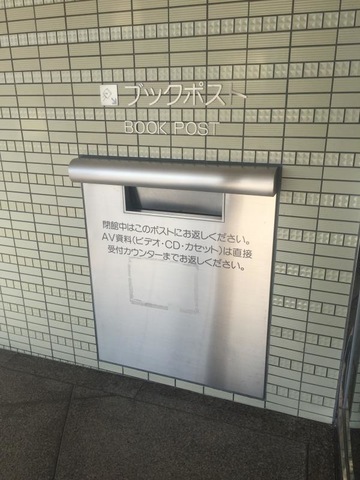 ブックポスト
BOOK POST
閉館中はこのポストにお返しください。
AV資料(ビデオ・CD・カセット)は直接
受付カウンターまでお返しください。